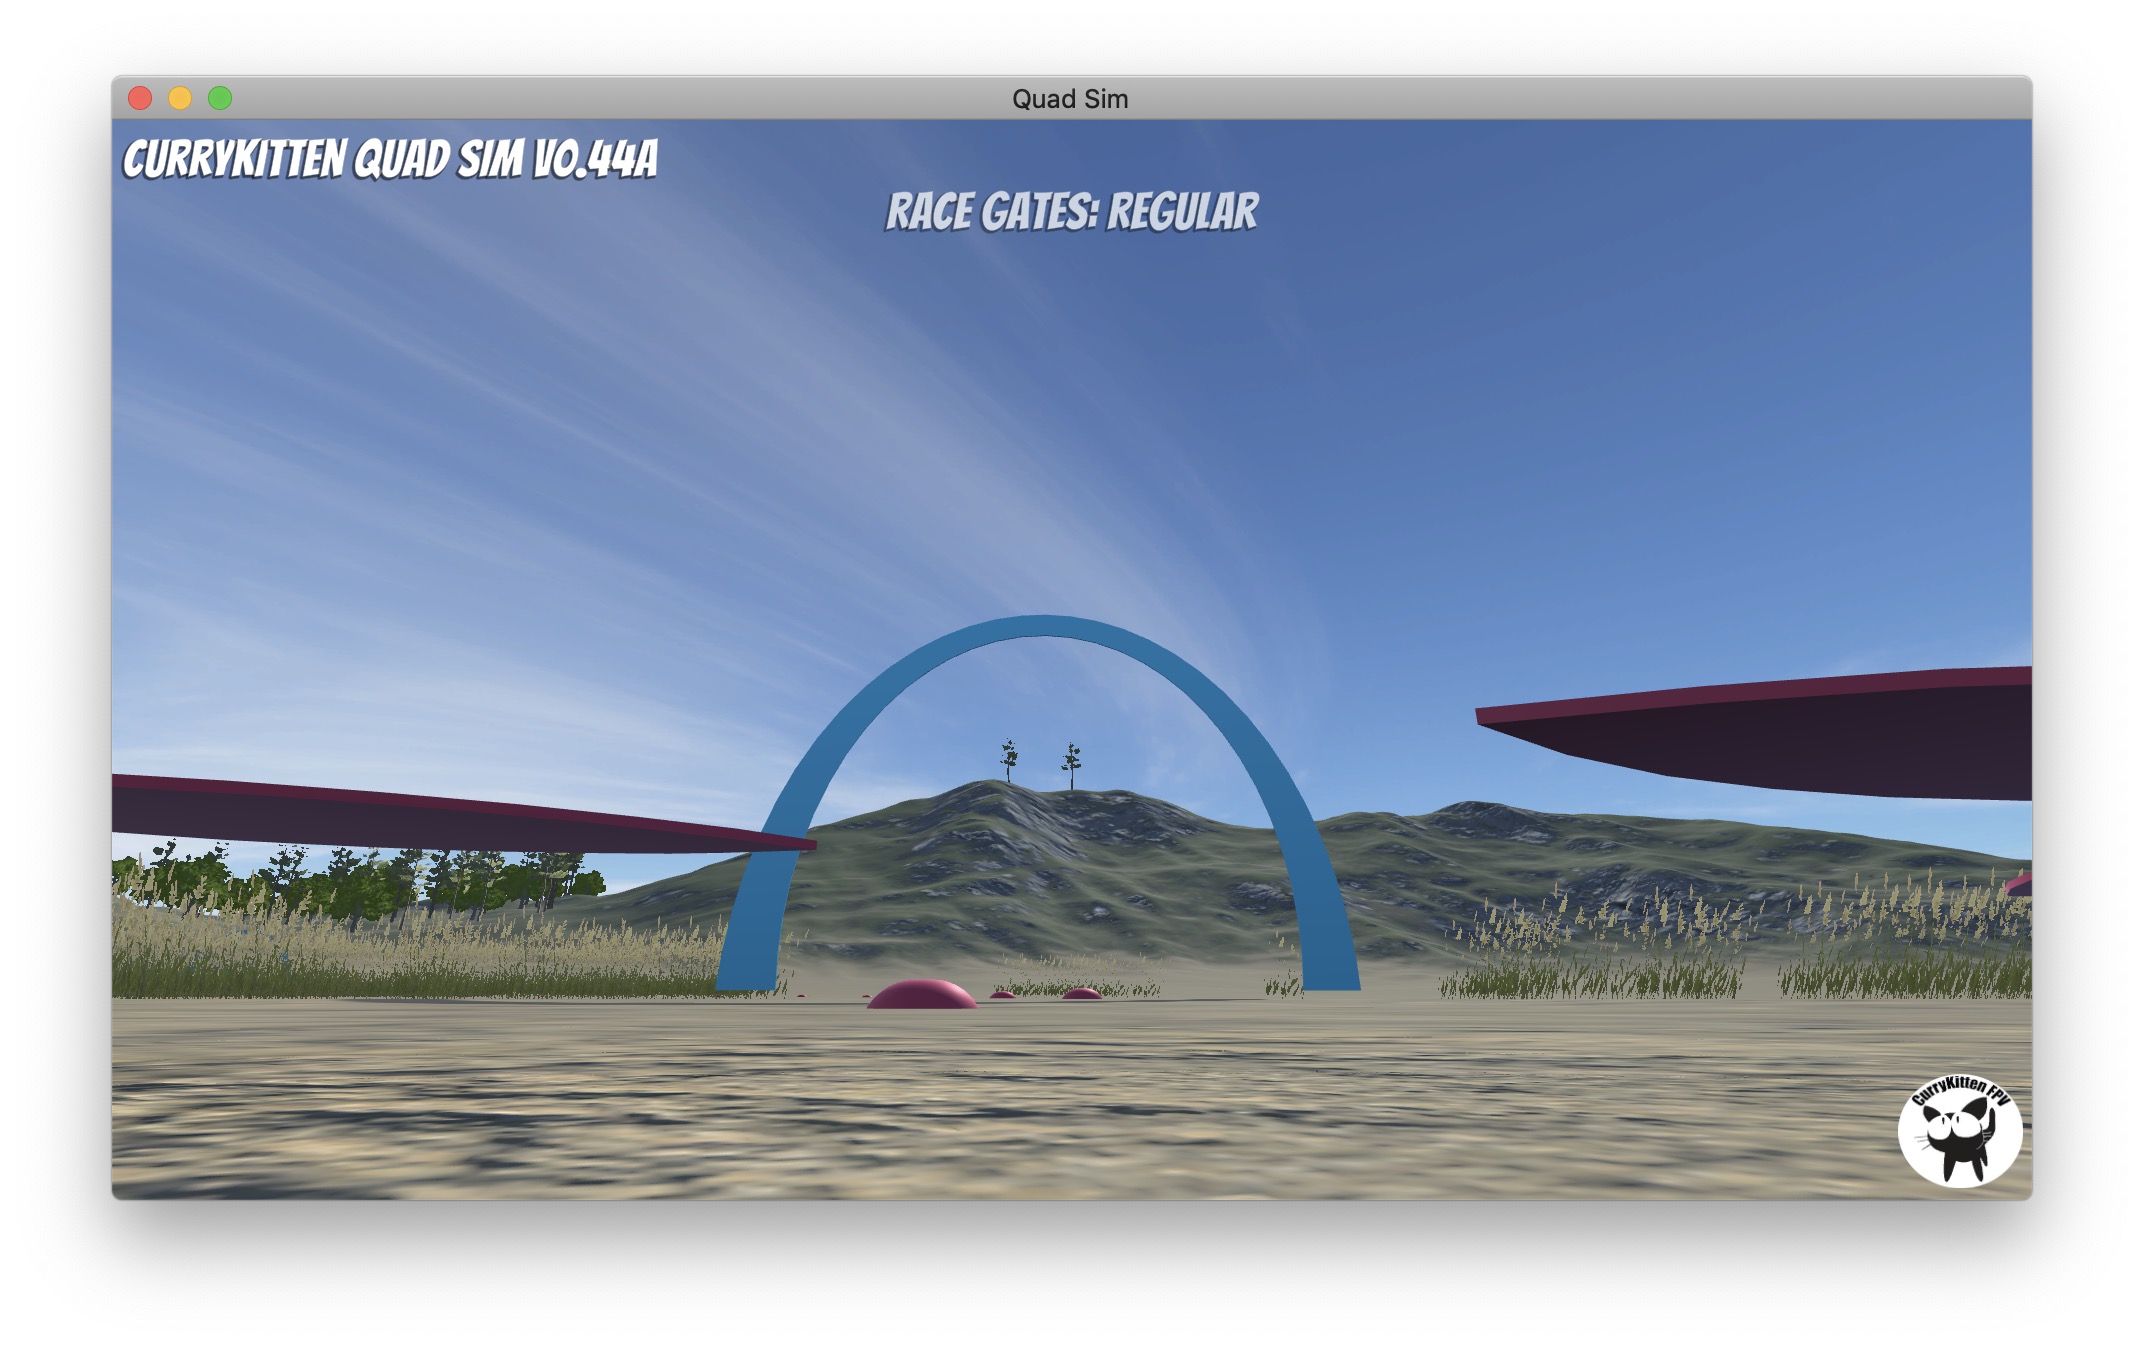 Quad Sim
CURRYKITTEN QUAD SIM V0.44A
RACE GATES: REGULAR
CurryKitten FPV